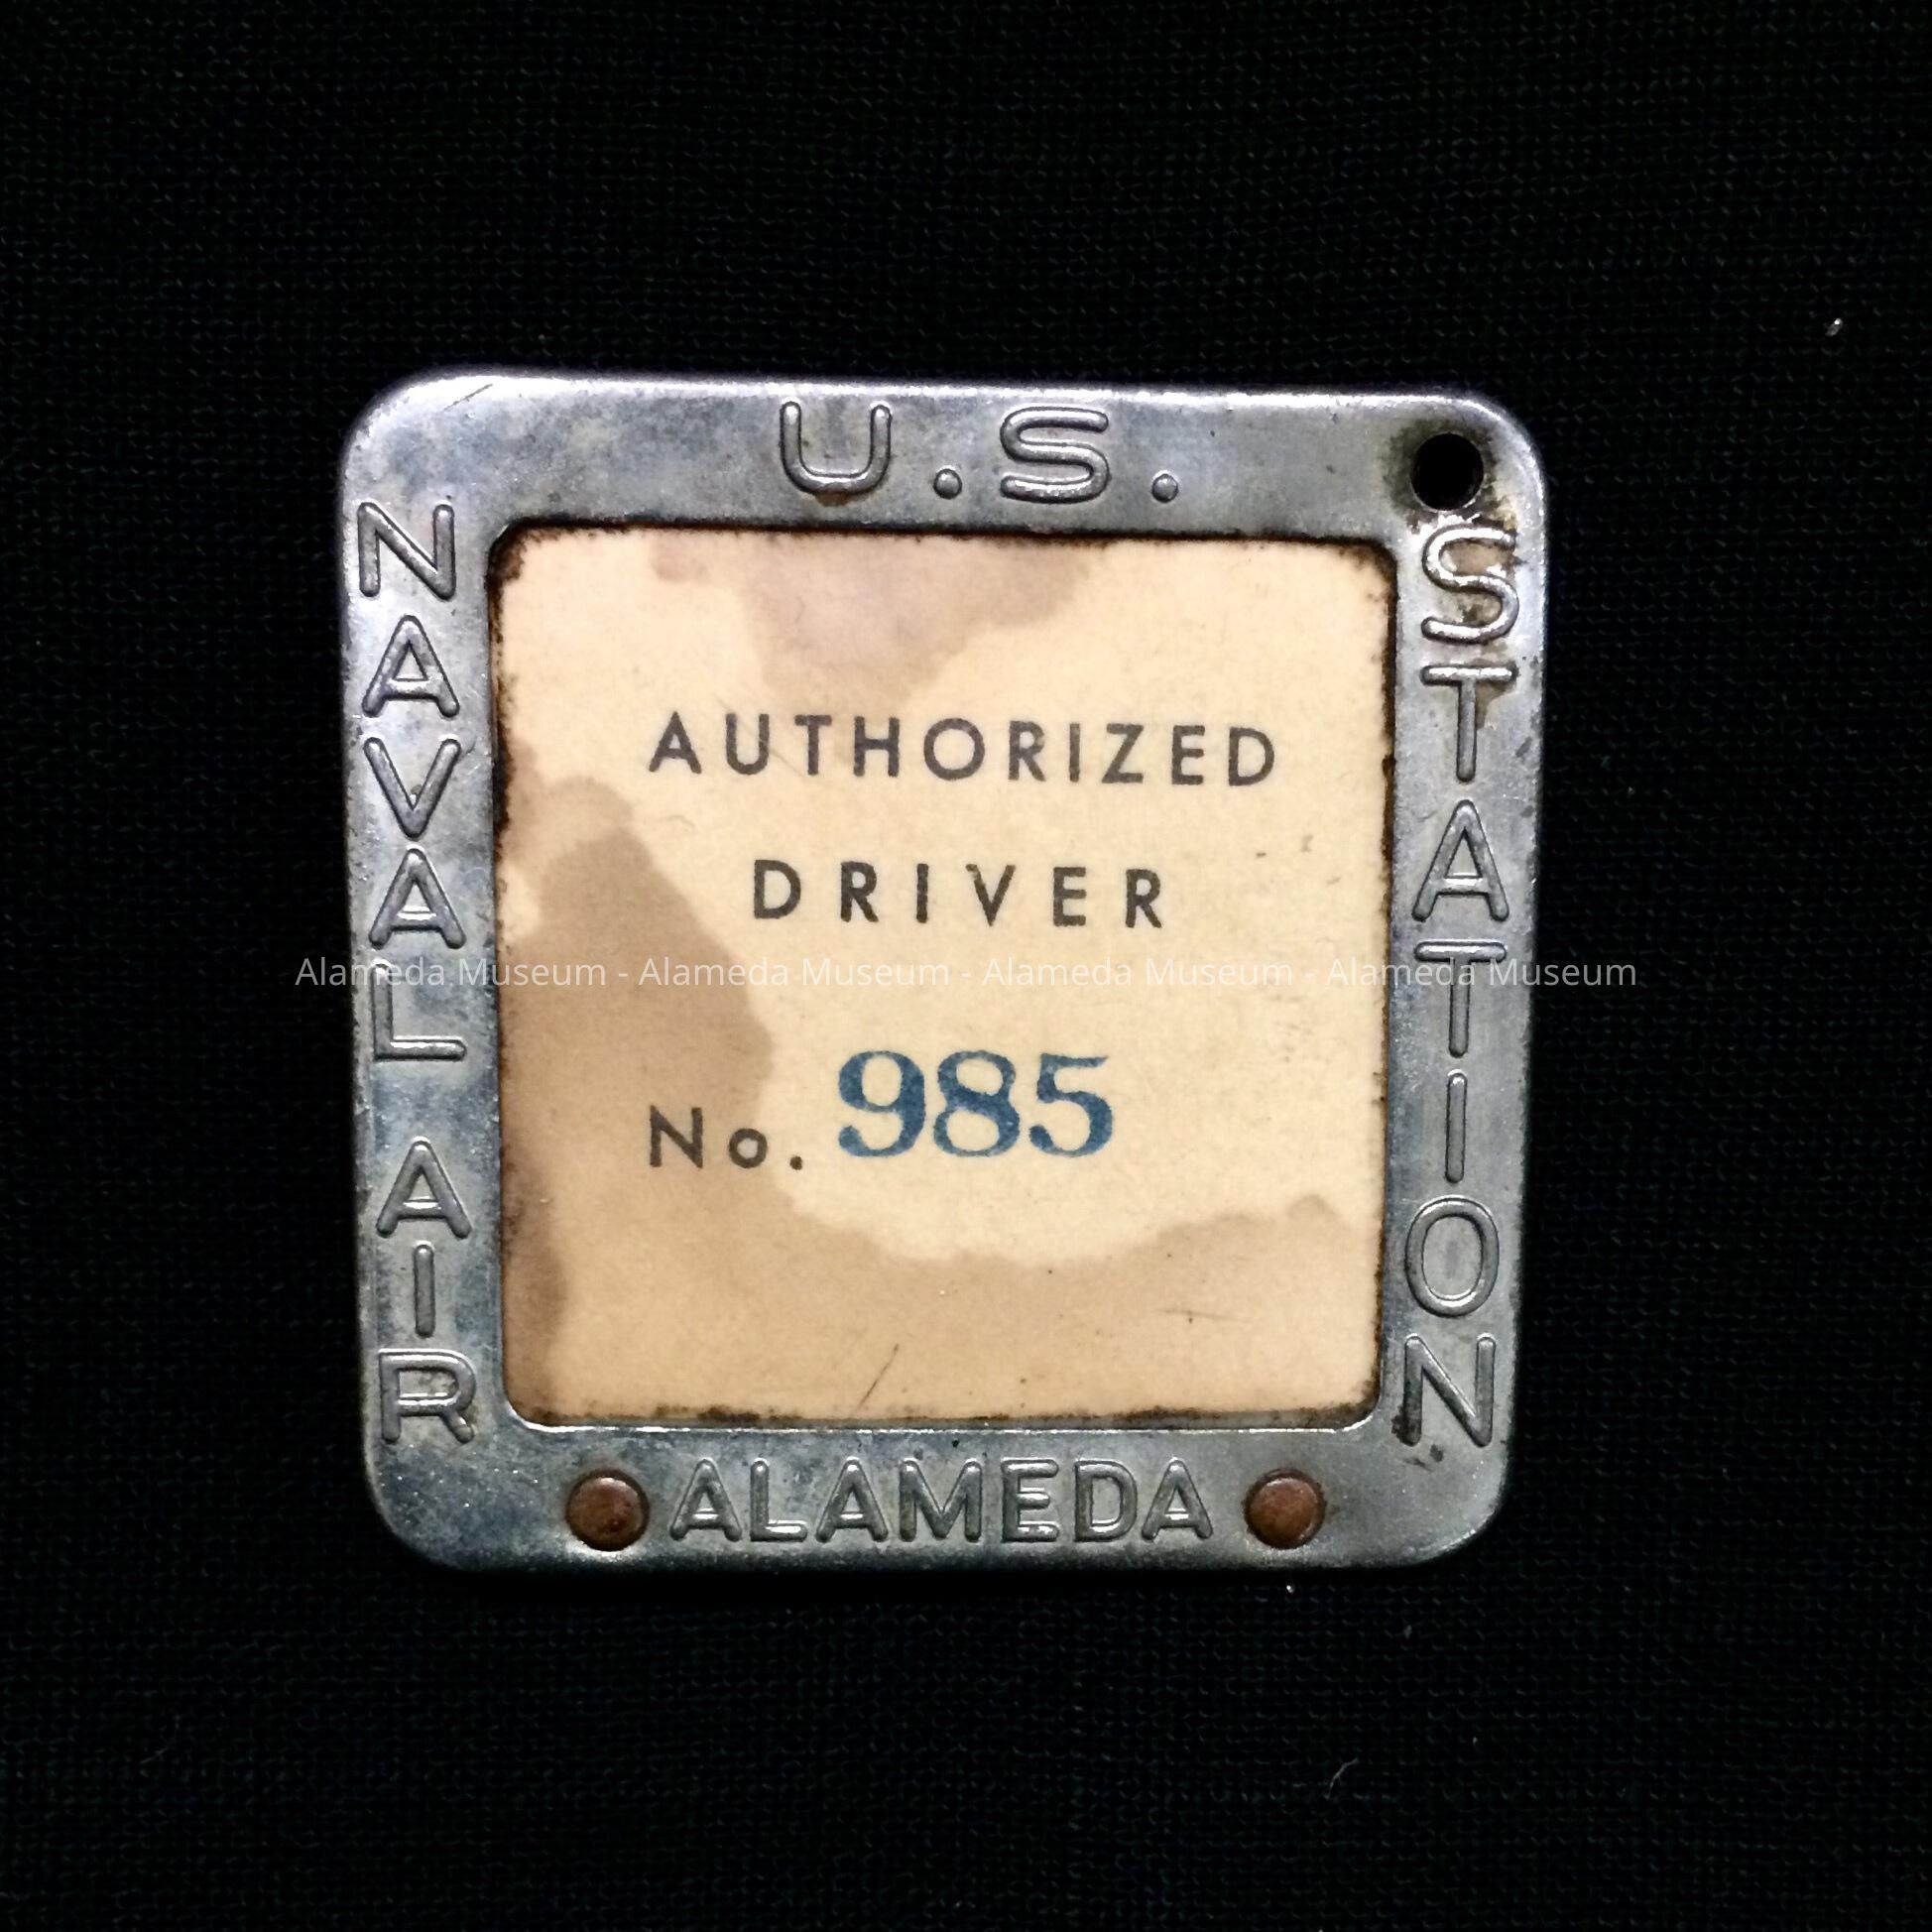 U.S.
NAVAL AIR
STATION
AUTHORIZED
DRIVER
Alameda Museum - Alameda Museum - Alameda Museum - Alameda Museum
No. 985
ALAMEDA